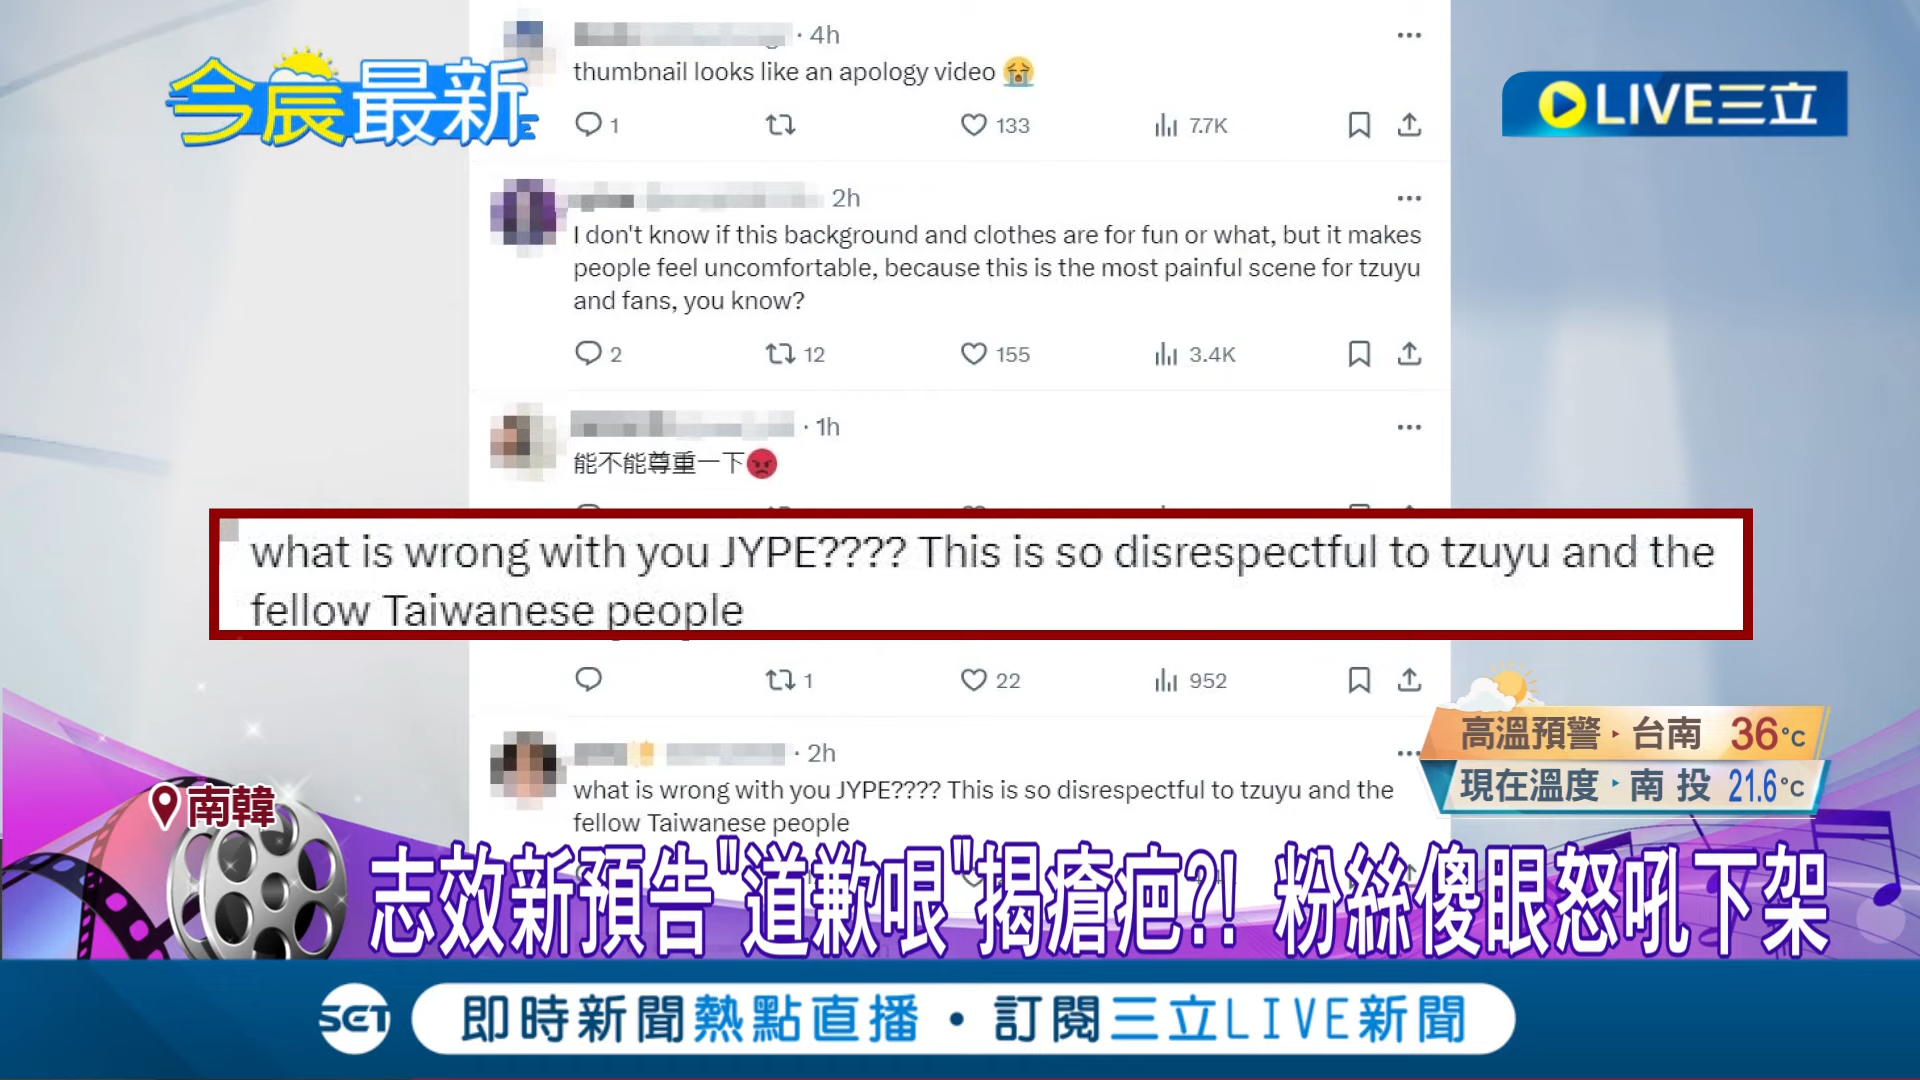 今晨最新
LIVE三立
· 4h
thumbnail looks like an apology video 😭
1
133
7.7K
2h
I don't know if this background and clothes are for fun or what, but it makes
people feel uncomfortable, because this is the most painful scene for tzuyu
and fans, you know?
2
12
155
3.4K
· 1h
能不能尊重一下😡
what is wrong with you JYPE???? This is so disrespectful to tzuyu and the
fellow Taiwanese people
1
22
952
· 2h
what is wrong with you JYPE???? This is so disrespectful to tzuyu and the
fellow Taiwanese people
高溫預警 台南 36°C
現在溫度 南投 21.6°C
南韓
志效新預告"道歉哏"揭瘡疤?! 粉絲傻眼怒吼下架
SET
即時新聞熱點直播 • 訂閱三立LIVE新聞